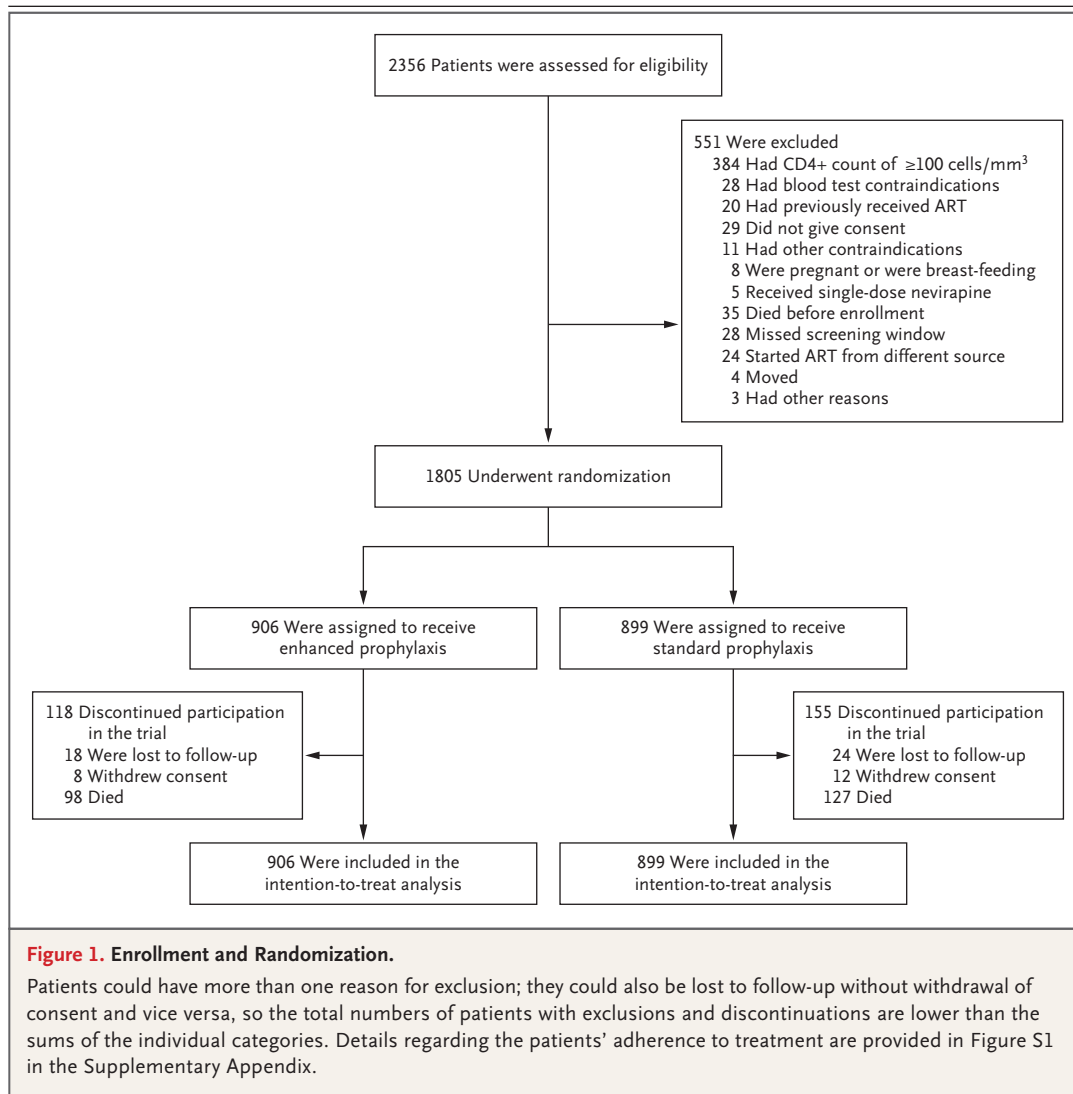 2356 Patients were assessed for eligibility
551 Were excluded
384 Had CD4+ count of ≥100 cells/mm³
28 Had blood test contraindications
20 Had previously received ART
29 Did not give consent
11 Had other contraindications
8 Were pregnant or were breast-feeding
5 Received single-dose nevirapine
35 Died before enrollment
28 Missed screening window
24 Started ART from different source
4 Moved
3 Had other reasons
1805 Underwent randomization
906 Were assigned to receive
enhanced prophylaxis
899 Were assigned to receive
standard prophylaxis
118 Discontinued participation
in the trial
18 Were lost to follow-up
8 Withdrew consent
98 Died
155 Discontinued participation
in the trial
24 Were lost to follow-up
12 Withdrew consent
127 Died
906 Were included in the
intention-to-treat analysis
899 Were included in the
intention-to-treat analysis
Figure 1. Enrollment and Randomization.
Patients could have more than one reason for exclusion; they could also be lost to follow-up without withdrawal of
consent and vice versa, so the total numbers of patients with exclusions and discontinuations are lower than the
sums of the individual categories. Details regarding the patients' adherence to treatment are provided in Figure S1
in the Supplementary Appendix.